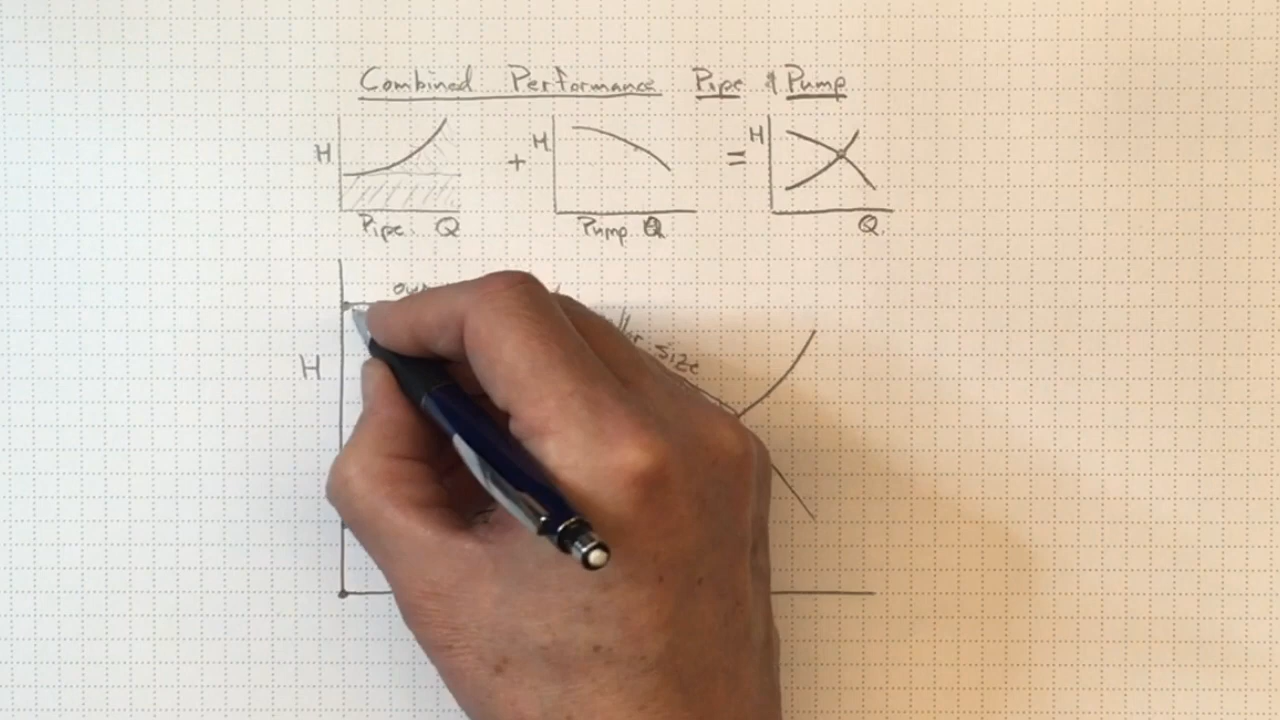 Combined Performance Pipe & Pump
H + H = H
Pipe Q Pump Q Q
H
size